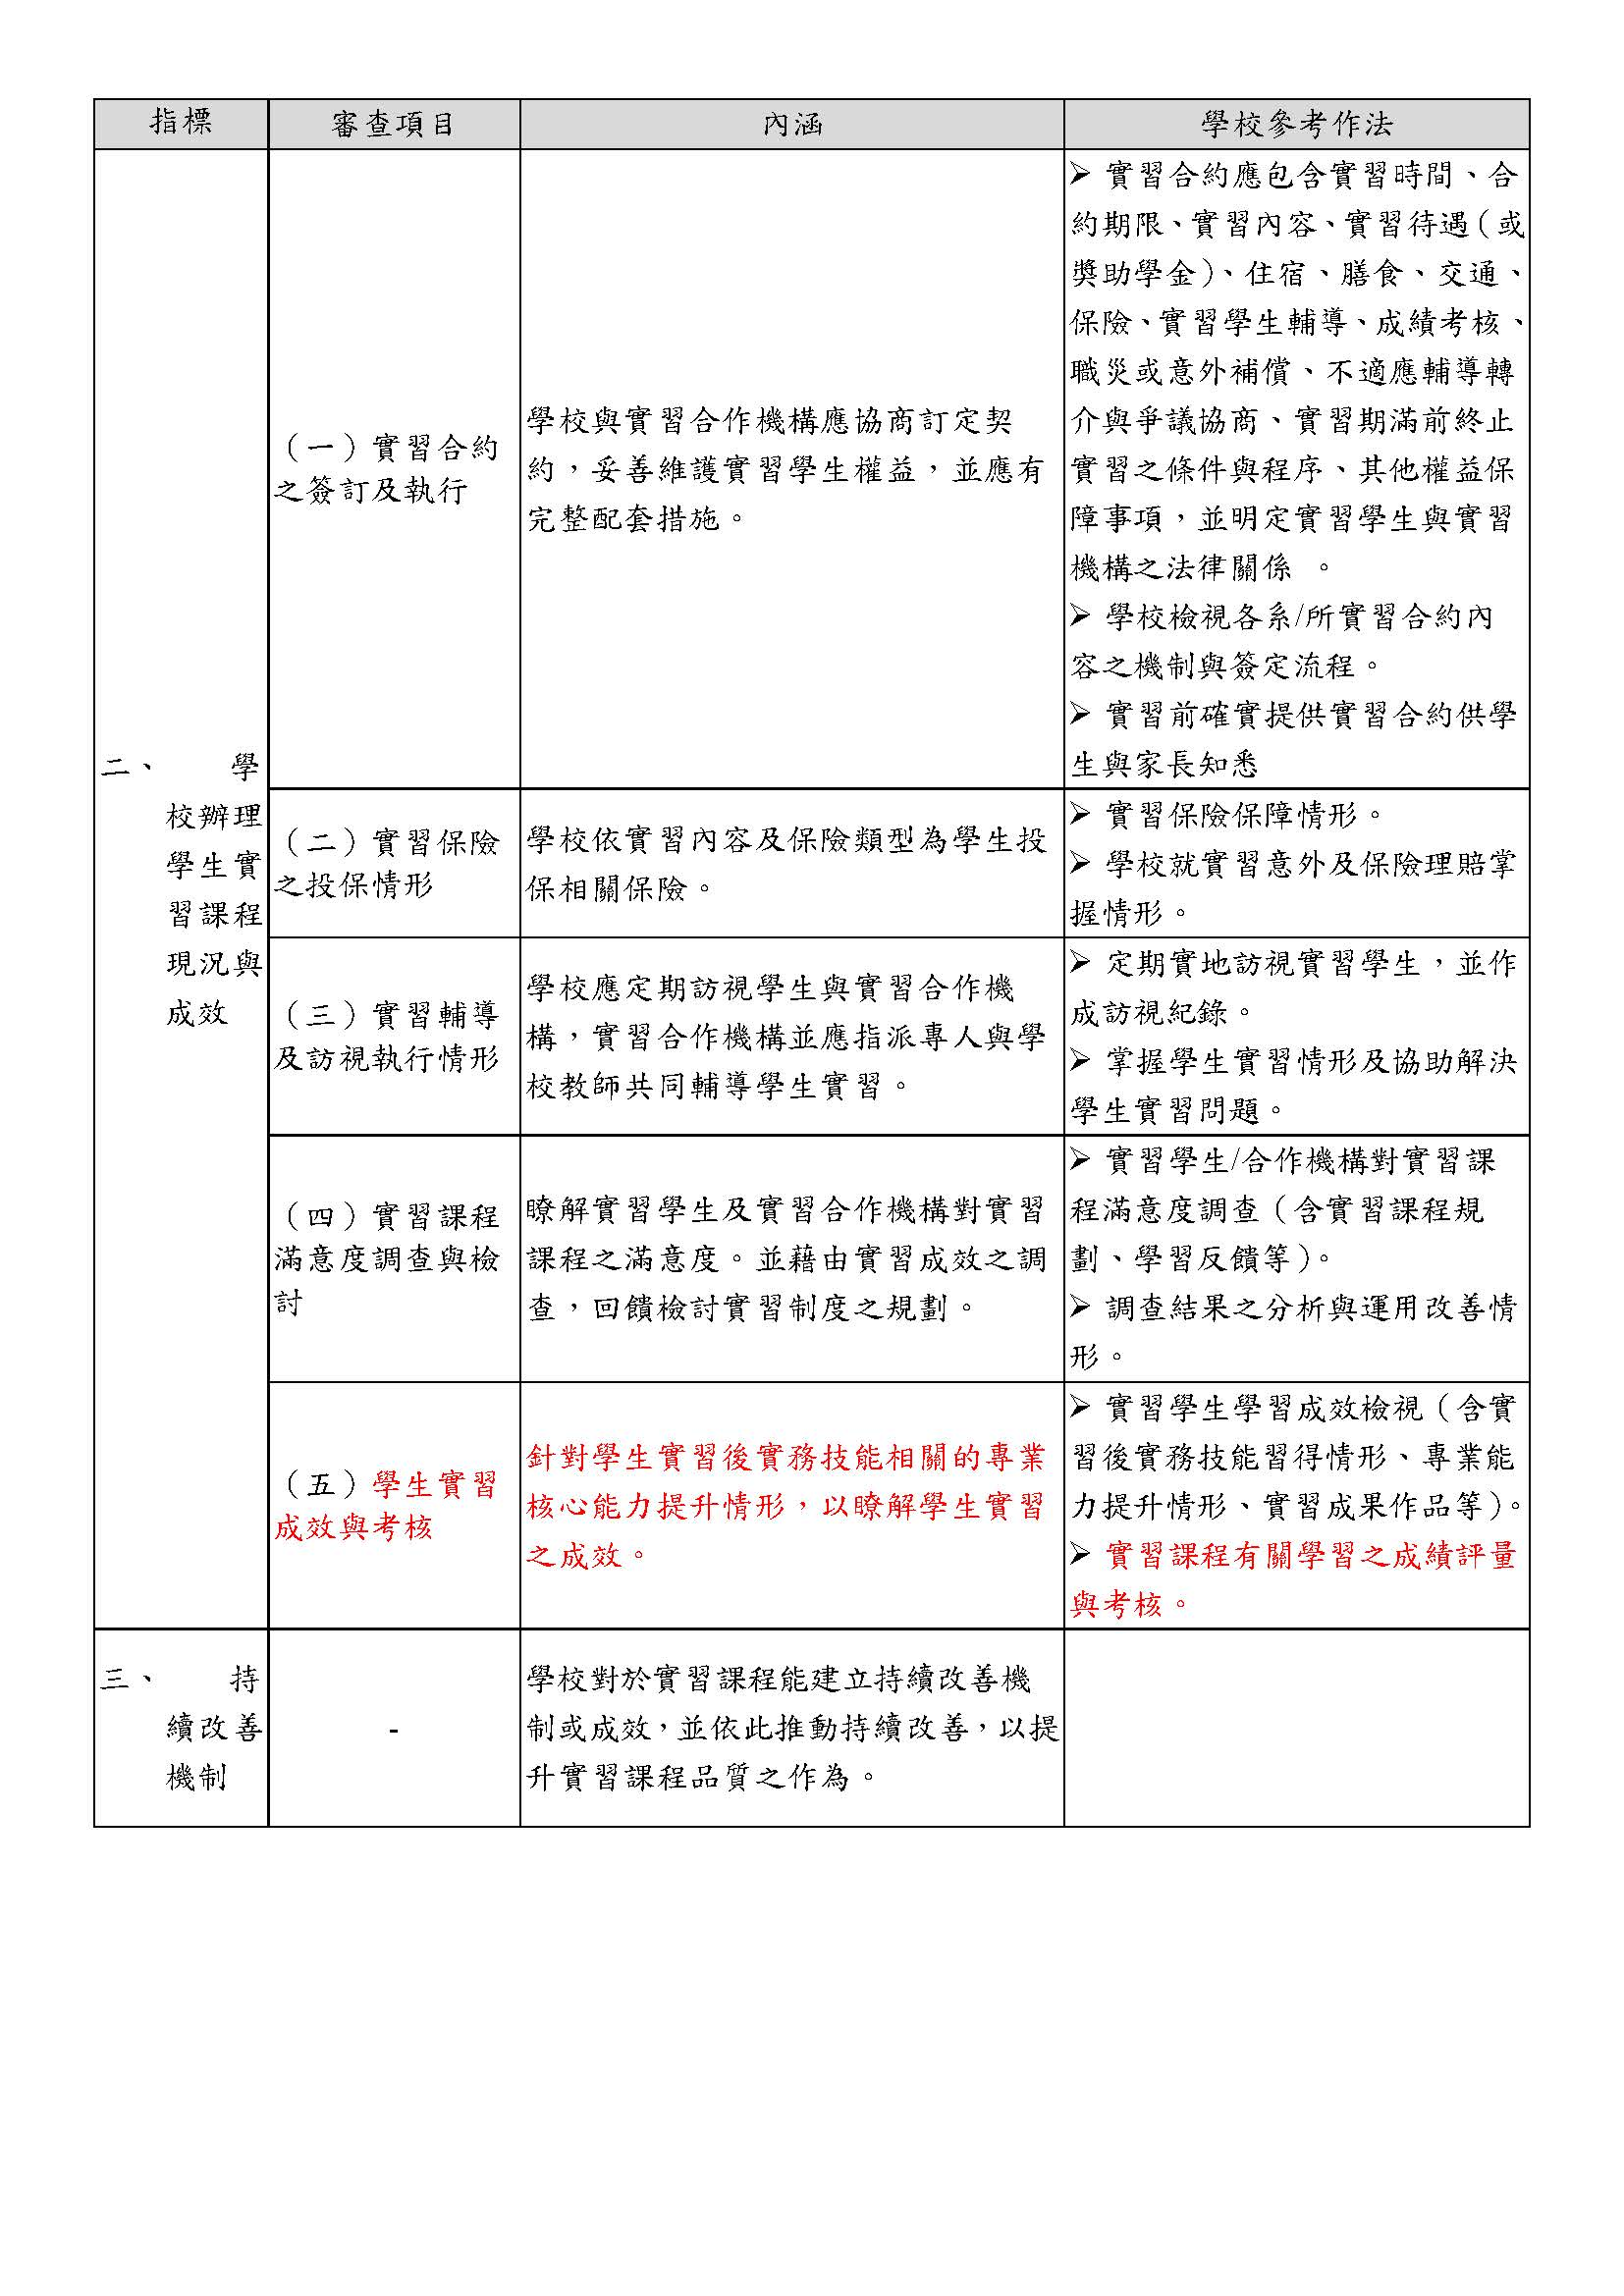 指標
審查項目
內涵
學校參考作法
二、 學
校辦理
學生實
習課程
現況與
成效
（一）實習合約
之簽訂及執行
學校與實習合作機構應協商訂定契
約，妥善維護實習學生權益，並應有
完整配套措施。
➢ 實習合約應包含實習時間、合
約期限、實習內容、實習待遇（或
獎助學金）、住宿、膳食、交通、
保險、實習學生輔導、成績考核、
職災或意外補償、不適應輔導轉
介與爭議協商、實習期滿前終止
實習之條件與程序、其他權益保
障事項，並明定實習學生與實習
機構之法律關係 。
➢ 學校檢視各系/所實習合約內
容之機制與簽定流程。
➢ 實習前確實提供實習合約供學
生與家長知悉
（二）實習保險
之投保情形
學校依實習內容及保險類型為學生投
保相關保險。
➢ 實習保險保障情形。
➢ 學校就實習意外及保險理賠掌
握情形。
（三）實習輔導
及訪視執行情形
學校應定期訪視學生與實習合作機
構，實習合作機構並應指派專人與學
校教師共同輔導學生實習。
➢ 定期實地訪視實習學生，並作
成訪視紀錄。
➢ 掌握學生實習情形及協助解決
學生實習問題。
（四）實習課程
滿意度調查與檢
討
瞭解實習學生及實習合作機構對實習
課程之滿意度。並藉由實習成效之調
查，回饋檢討實習制度之規劃。
➢ 實習學生/合作機構對實習課
程滿意度調查（含實習課程規
劃、學習反饋等）。
➢ 調查結果之分析與運用改善情
形。
（五）學生實習
成效與考核
針對學生實習後實務技能相關的專業
核心能力提升情形，以瞭解學生實習
之成效。
➢ 實習學生學習成效檢視（含實
習後實務技能習得情形、專業能
力提升情形、實習成果作品等）。
➢ 實習課程有關學習之成績評量
與考核。
三、 持
續改善
機制
-
學校對於實習課程能建立持續改善機
制或成效，並依此推動持續改善，以提
升實習課程品質之作為。